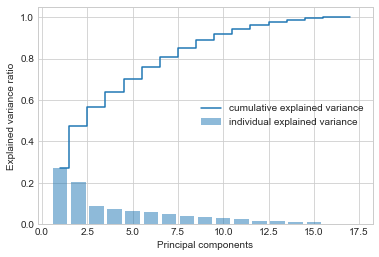 1.0
0.8
0.6
0.4
0.2
0.0
Explained variance ratio
cumulative explained variance
individual explained variance
0.0 2.5 5.0 7.5 10.0 12.5 15.0 17.5
Principal components